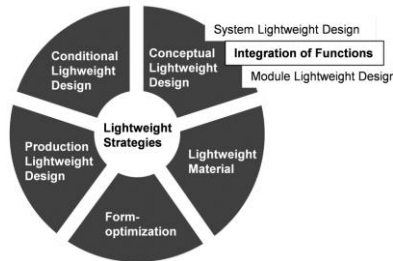 System Lightweight Design
Integration of Functions
Module Lightweight Design
Conditional
Lighweight
Design
Conceptual
Lightweight
Design
Lightweight
Strategies
Production
Lightweight
Design
Lightweight
Material
Form-
optimization